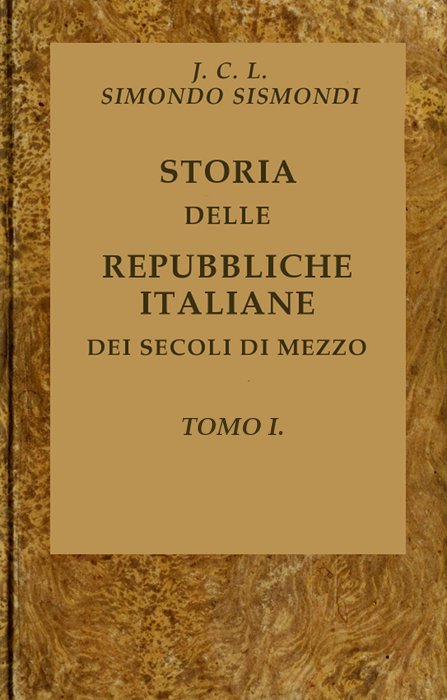 J. C. L.
SIMONDO SISMONDI
STORIA
DELLE
REPUBBLICHE
ITALIANE
DEI SECOLI DI MEZZO
TOMO I.